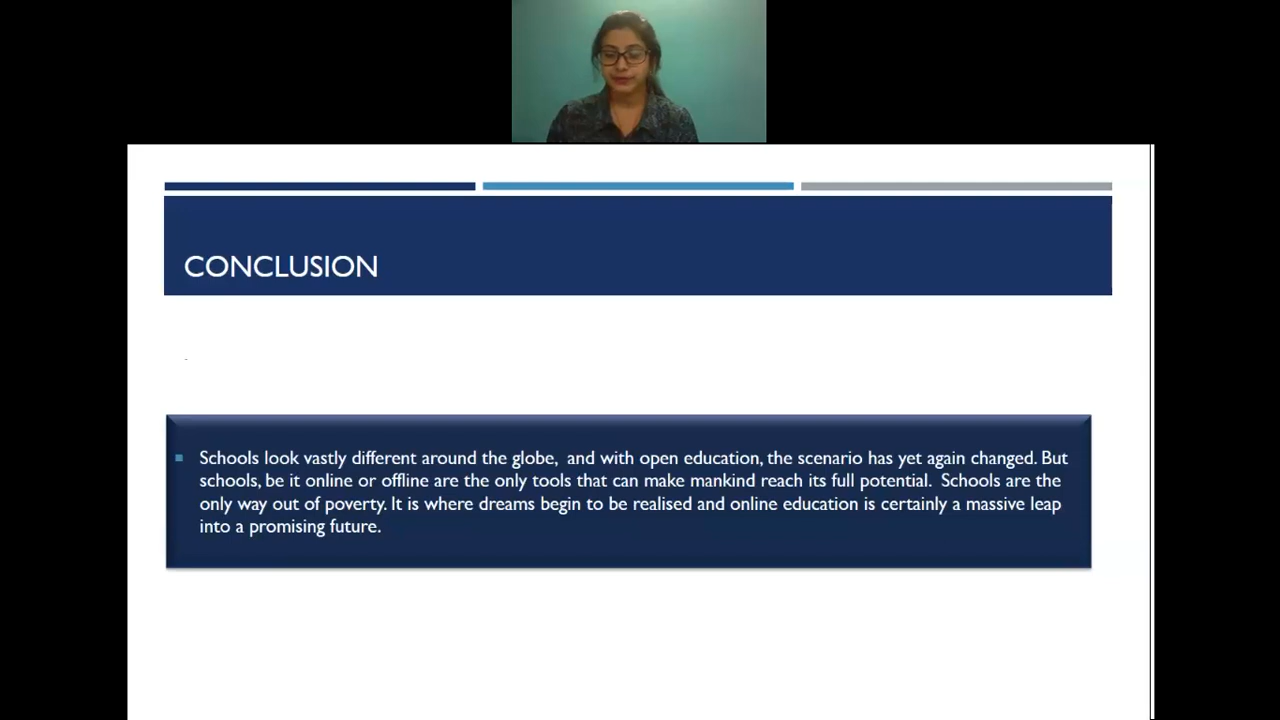 CONCLUSION
Schools look vastly different around the globe, and with open education, the scenario has yet again changed. But
schools, be it online or offline are the only tools that can make mankind reach its full potential. Schools are the
only way out of poverty. It is where dreams begin to be realised and online education is certainly a massive leap
into a promising future.